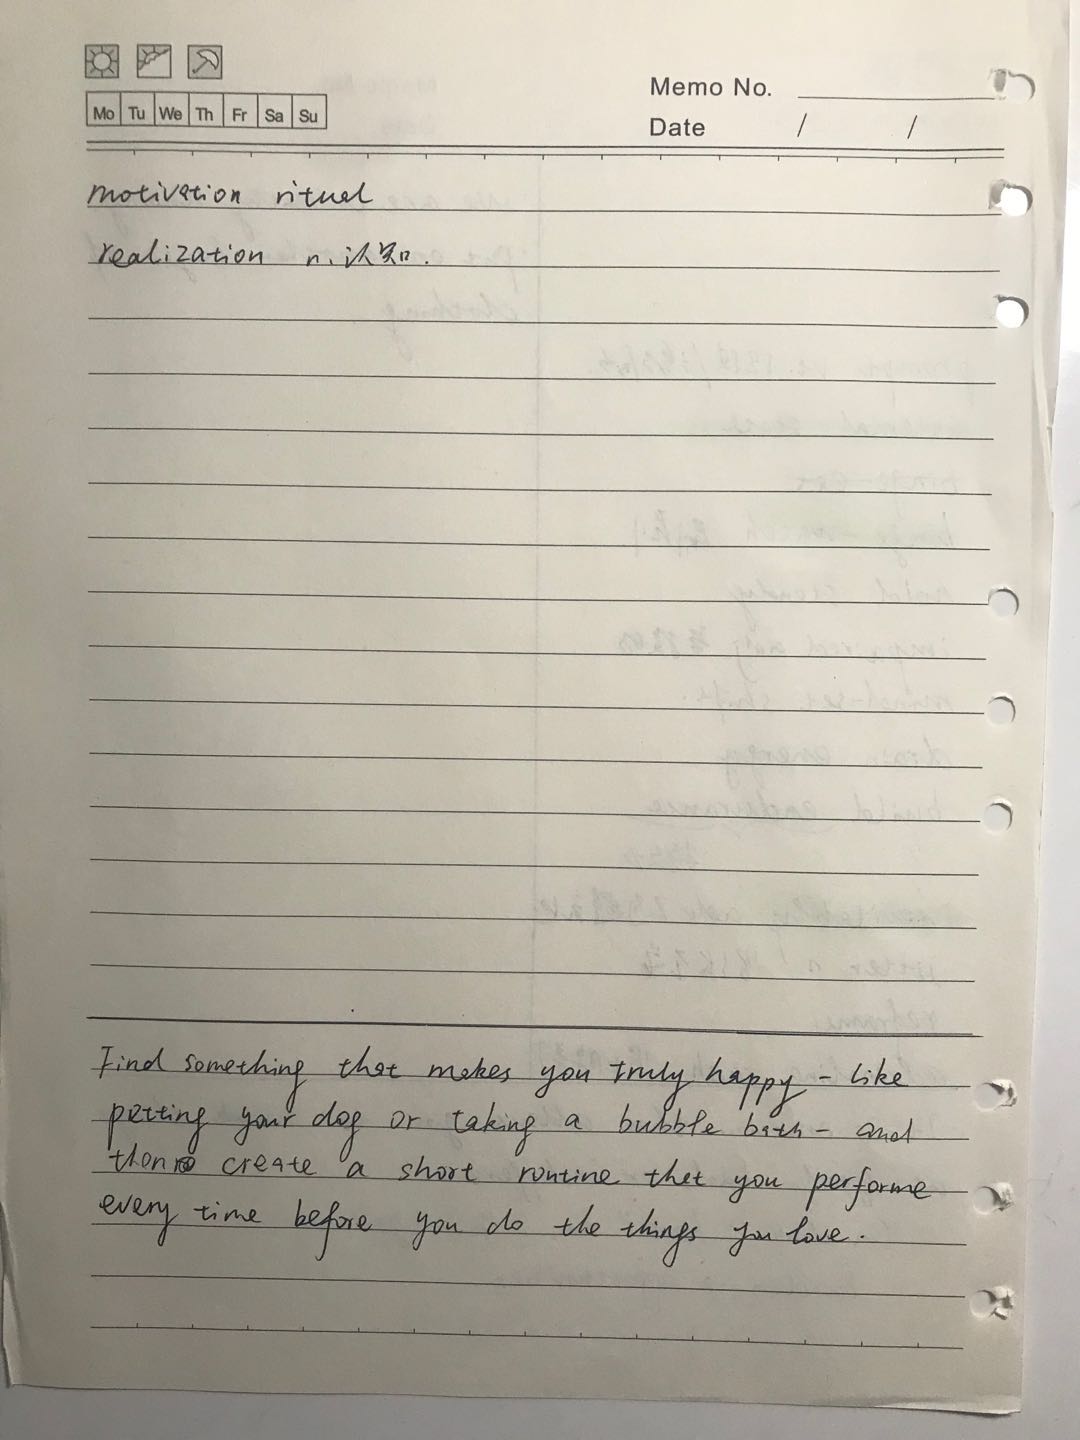 Mo Tu We Th Fr Sa Su
Memo No.
Date / /
motivation rituel
realization n. 认知.
Find something that makes you truly happy - like
petting your dog or taking a bubble bath - and
then create a short routine that you performe
every time before you do the things you love.